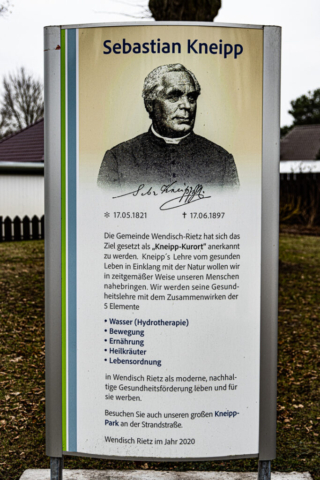 Sebastian Kneipp
Seb. Kneipp
✻ 17.05.1821 ✝ 17.06.1897
Die Gemeinde Wendisch-Rietz hat sich das
Ziel gesetzt als „Kneipp-Kurort" anerkannt
zu werden. Kneipp´s Lehre vom gesunden
Leben in Einklang mit der Natur wollen wir
in zeitgemäßer Weise unseren Menschen
nahebringen. Wir werden seine Gesund-
heitslehre mit dem Zusammenwirken der
5 Elemente
• Wasser (Hydrotherapie)
• Bewegung
• Ernährung
• Heilkräuter
• Lebensordnung
in Wendisch Rietz als moderne, nachhal-
tige Gesundheitsförderung leben und für
sie werben.
Besuchen Sie auch unseren großen Kneipp-
Park an der Strandstraße.
Wendisch Rietz im Jahr 2020